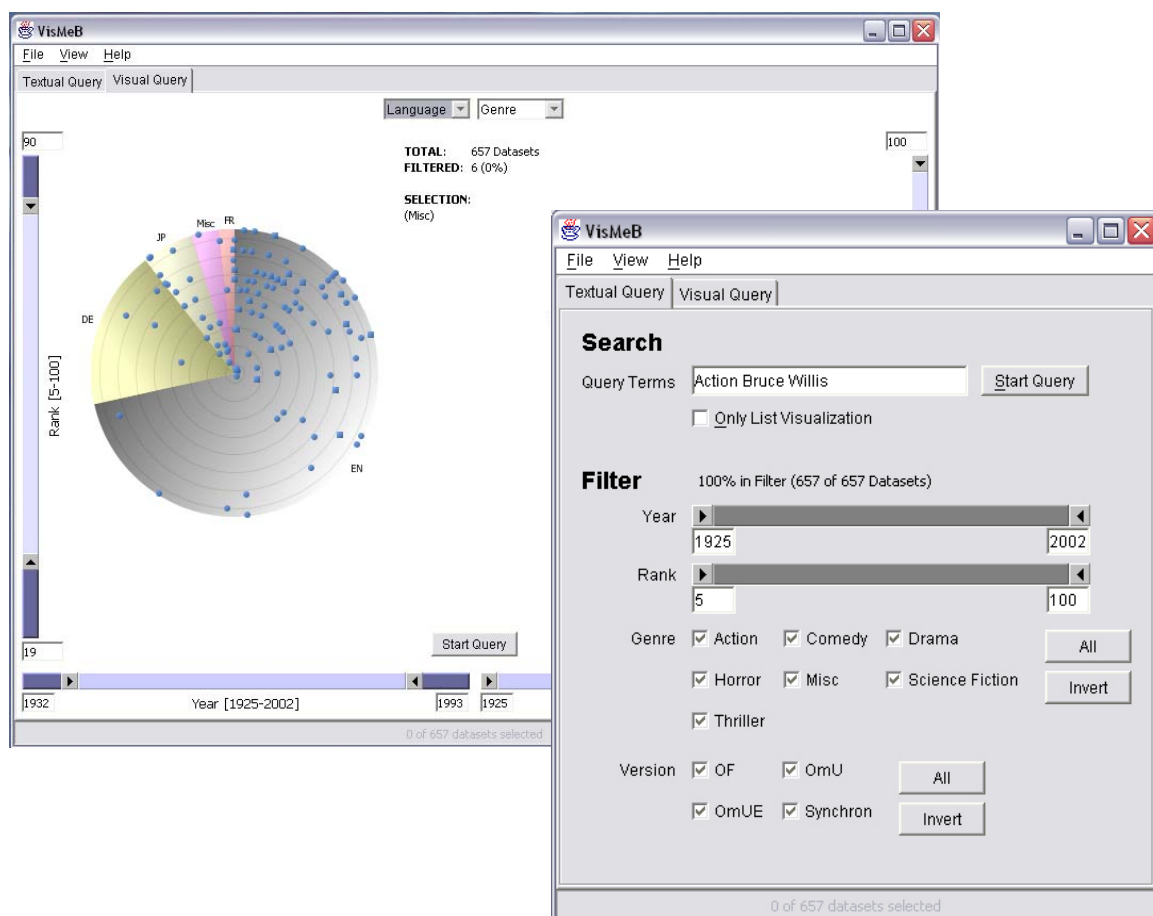 VisMeB
File View Help
Textual Query Visual Query
Language Genre
90
100
TOTAL: 657 Datasets
FILTERED: 6 (0%)
SELECTION:
(Misc)
FR
Misc
JP
DE
EN
Rank [5-100]
19
Start Query
1932 Year [1925-2002] 1993 1925
0 of 657 datasets selected
VisMeB
File View Help
Textual Query Visual Query
Search
Query Terms Action Bruce Willis Start Query
Only List Visualization
Filter 100% in Filter (657 of 657 Datasets)
Year
1925 2002
Rank
5 100
Genre Action Comedy Drama All
Horror Misc Science Fiction Invert
Thriller
Version OF OmU All
OmUE Synchron Invert
0 of 657 datasets selected